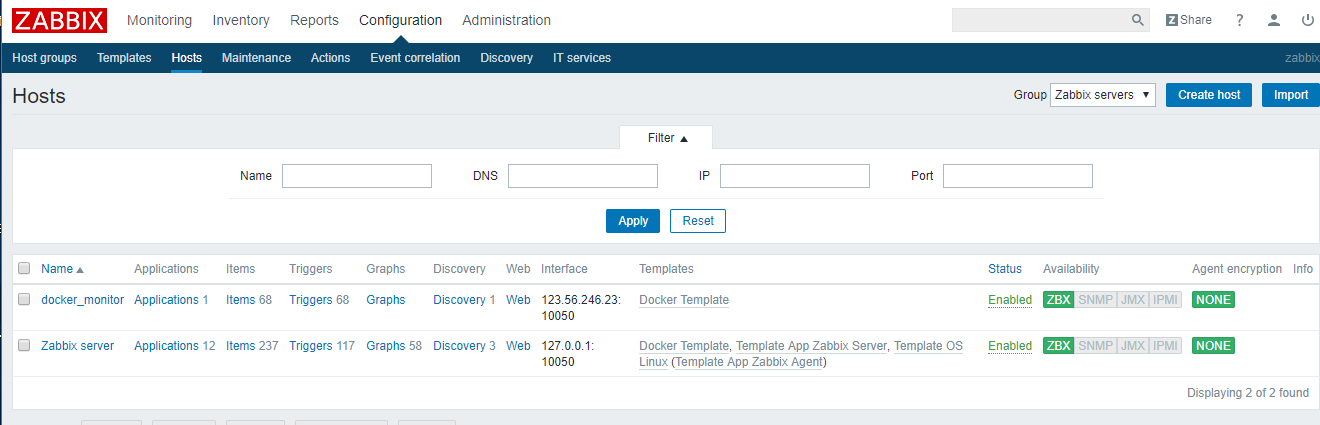 ZABBIX Monitoring Inventory Reports Configuration Administration Z Share ?
Host groups Templates Hosts Maintenance Actions Event correlation Discovery IT services zabbix
Hosts Group Zabbix servers ▼ Create host Import
Filter ▲
Name DNS IP Port
Apply Reset
Name ▲ Applications Items Triggers Graphs Discovery Web Interface Templates Status Availability Agent encryption Info
docker_monitor Applications 1 Items 68 Triggers 68 Graphs Discovery 1 Web 123.56.246.23: Docker Template Enabled ZBX SNMP JMX IPMI NONE
10050
Zabbix server Applications 12 Items 237 Triggers 117 Graphs 58 Discovery 3 Web 127.0.0.1: Docker Template, Template App Zabbix Server, Template OS Enabled ZBX SNMP JMX IPMI NONE
10050 Linux (Template App Zabbix Agent)
Displaying 2 of 2 found